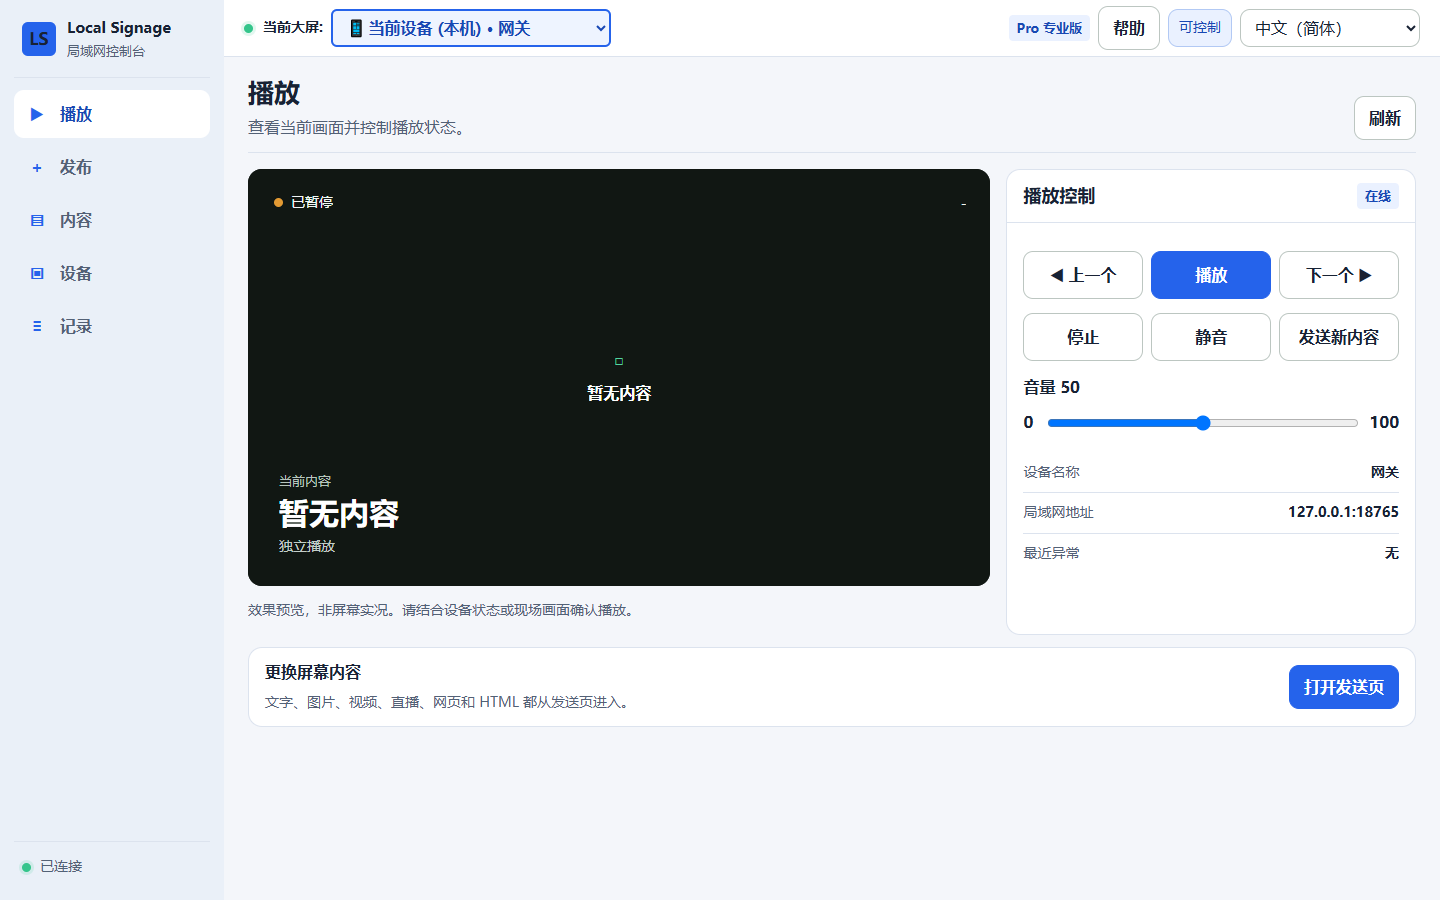 LS
Local Signage
局域网控制台
播放
发布
内容
设备
记录
已连接
当前大屏:
当前设备 (本机) • 网关
Pro 专业版
帮助
可控制
中文（简体）
播放
查看当前画面并控制播放状态。
刷新
已暂停
-
暂无内容
当前内容
暂无内容
独立播放
效果预览，非屏幕实况。请结合设备状态或现场画面确认播放。
播放控制
在线
◀ 上一个
播放
下一个 ▶
停止
静音
发送新内容
音量 50
0
100
设备名称
网关
局域网地址
127.0.0.1:18765
最近异常
无
更换屏幕内容
文字、图片、视频、直播、网页和 HTML 都从发送页进入。
打开发送页